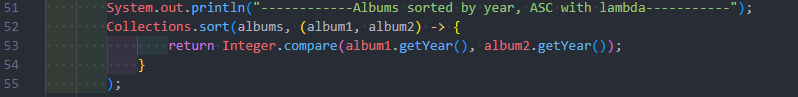 51 System.out.println("------------Albums sorted by year, ASC with lambda-----------");
52 Collections.sort(albums, (album1, album2) -> {
53 return Integer.compare(album1.getYear(), album2.getYear());
54 }
55 );